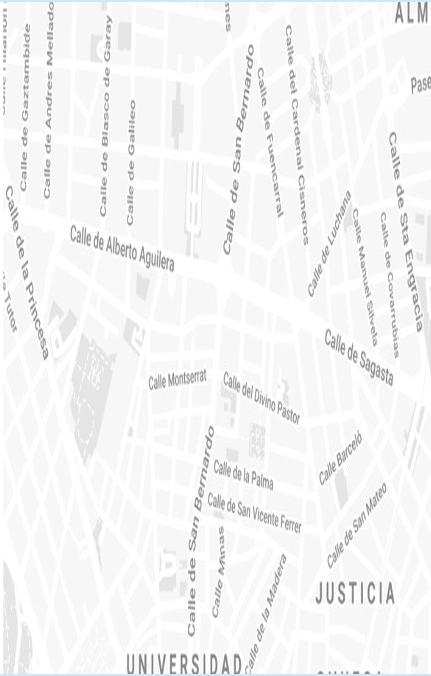 ALM
Pase
Calle de Gaztambide
Calle de Andres Mellado
Calle de Blasco de Garay
Calle de Galileo
Calle de San Bernardo
Calle de Fuencarral
Calle del Cardenal Cisneros
Calle de Sta Engracia
Calle de la Princesa
Calle de Alberto Aguilera
Calle de Luchana
Calle Manuel Silvela
Calle de Covarrubias
Tutor
Calle de Sagasta
Calle Montserrat
Calle del Divino Pastor
Calle de San Bernardo
Calle de la Palma
Calle Barceló
Calle de San Vicente Ferrer
Calle de San Mateo
Calle Minas
Calle de la Madera
JUSTICIA
UNIVERSIDAD